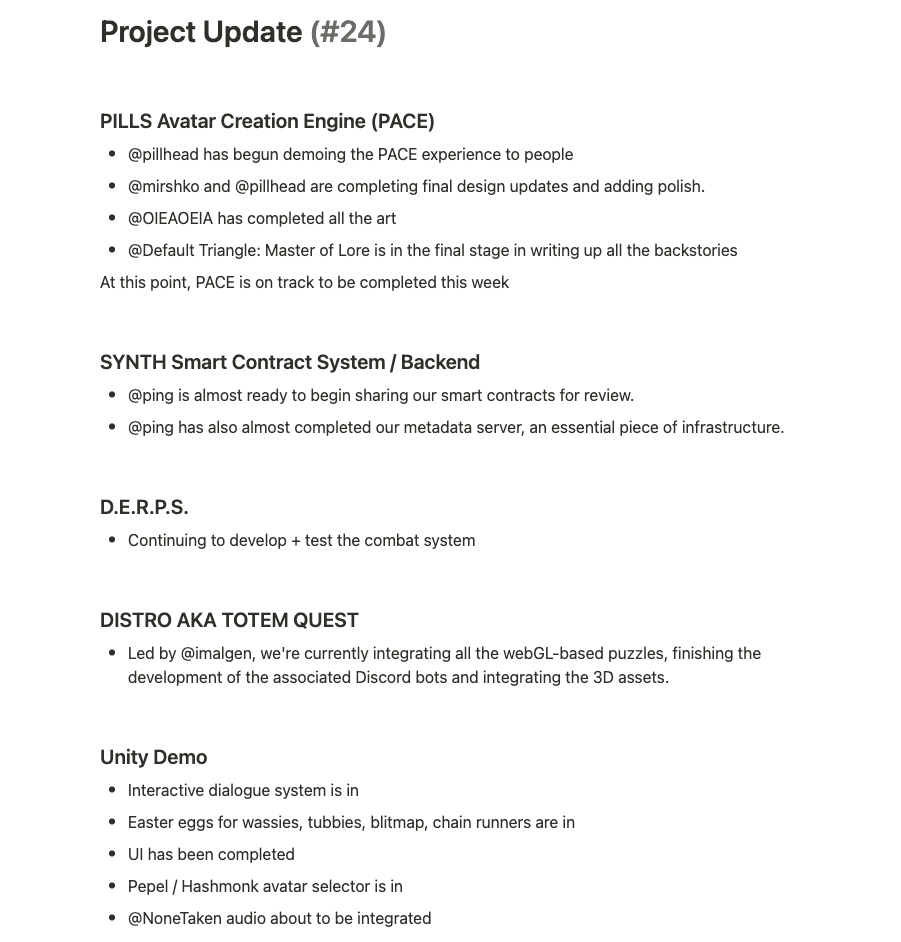 Project Update (#24)
PILLS Avatar Creation Engine (PACE)
• @pillhead has begun demoing the PACE experience to people
• @mirshko and @pillhead are completing final design updates and adding polish.
• @OIEAOEIA has completed all the art
• @Default Triangle: Master of Lore is in the final stage in writing up all the backstories
At this point, PACE is on track to be completed this week
SYNTH Smart Contract System / Backend
• @ping is almost ready to begin sharing our smart contracts for review.
• @ping has also almost completed our metadata server, an essential piece of infrastructure.
D.E.R.P.S.
• Continuing to develop + test the combat system
DISTRO AKA TOTEM QUEST
• Led by @imalgen, we're currently integrating all the webGL-based puzzles, finishing the
development of the associated Discord bots and integrating the 3D assets.
Unity Demo
• Interactive dialogue system is in
• Easter eggs for wassies, tubbies, blitmap, chain runners are in
• UI has been completed
• Pepel / Hashmonk avatar selector is in
• @NoneTaken audio about to be integrated